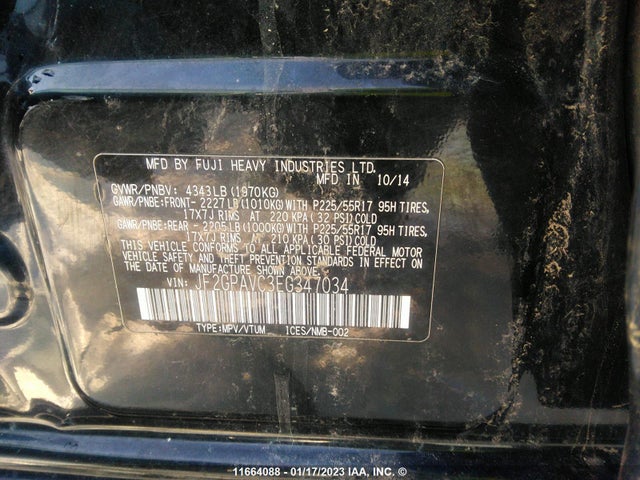 MFD BY FUJI HEAVY INDUSTRIES LTD.
MFD IN 10/14
GVWR/PNBV: 4343LB (1970KG)
GAWR/PNBE:FRONT- 2227LB (1010KG) WITH P225/55R17 95H TIRES,
17X7J RIMS AT 220 KPA ( 32 PSI) COLD
GAWR/PNBE:REAR - 2205LB (1000KG) WITH P225/55R17 95H TIRES,
17X7J RIMS AT 210 KPA ( 30 PSI) COLD
THIS VEHICLE CONFORMS TO ALL APPLICABLE FEDERAL MOTOR
VEHICLE SAFETY STANDARDS IN EFFECT ON
THE DATE OF MANUFACTURE SHOWN ABOVE.
VIN: JF2GPAVC3FG347034
TYPE:MPV/VTUM ICES/NMB-002
11664088 - 01/17/2023 IAA, Inc.